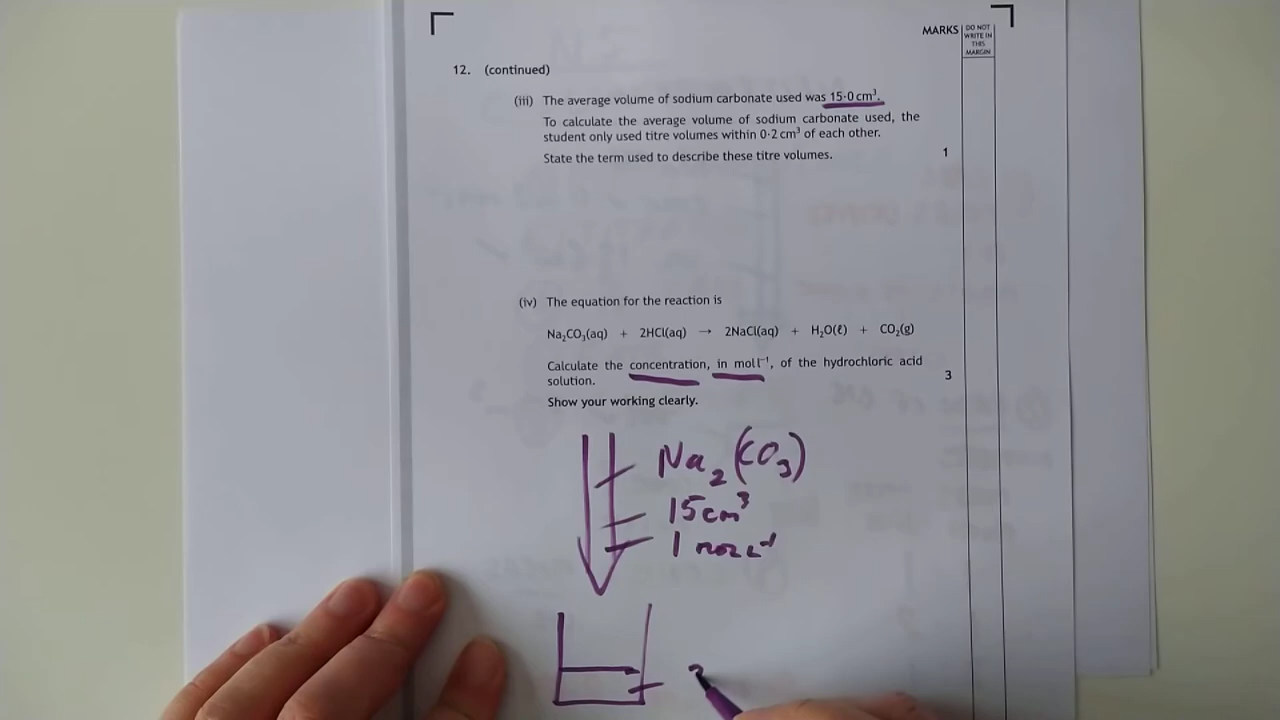 MARKS
DO NOT
WRITE IN
THIS
MARGIN
12. (continued)
(iii) The average volume of sodium carbonate used was 15·0 cm³.
To calculate the average volume of sodium carbonate used, the
student only used titre volumes within 0·2 cm³ of each other.
State the term used to describe these titre volumes. 1
(iv) The equation for the reaction is
Na₂CO₃(aq) + 2HCl(aq) → 2NaCl(aq) + H₂O(ℓ) + CO₂(g)
Calculate the concentration, in mol l⁻¹, of the hydrochloric acid
solution. 3
Show your working clearly.
Na₂(CO₃)
15cm³
1 mol L⁻¹